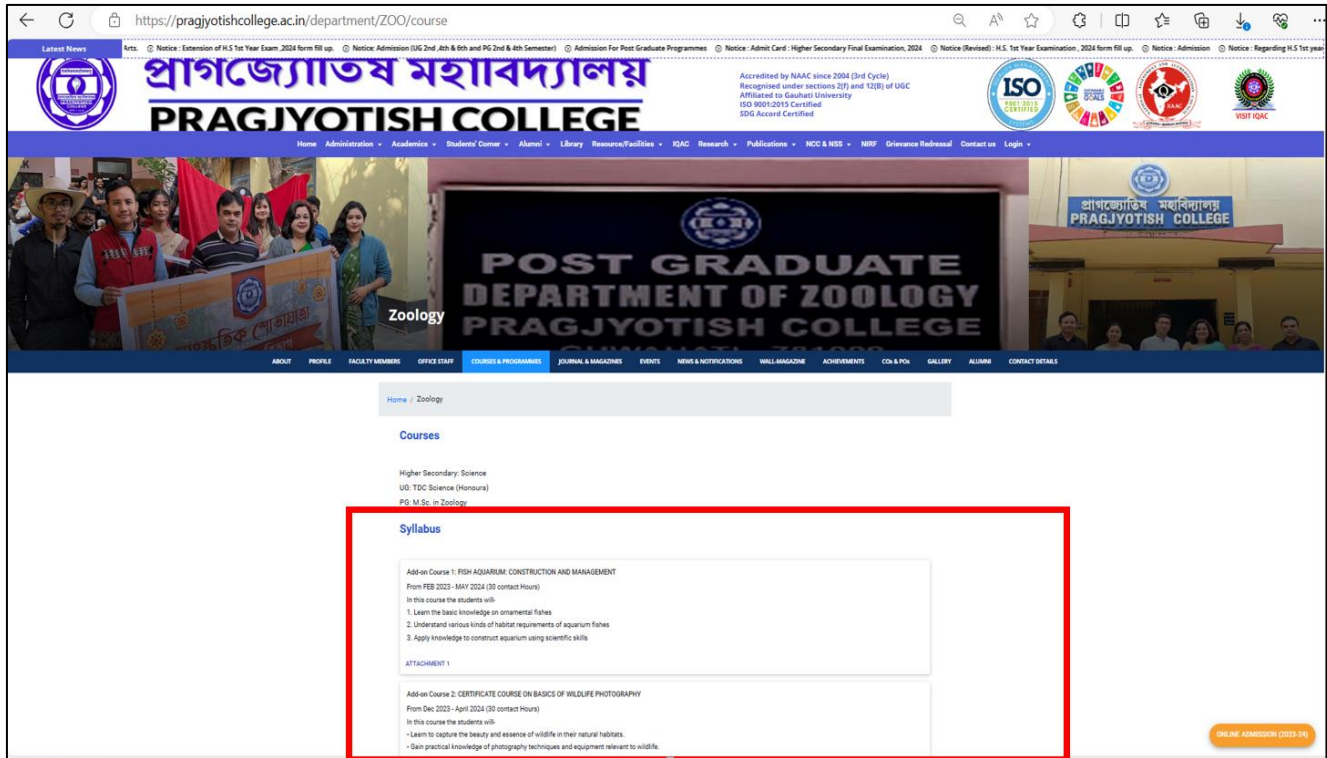 https://pragjyotishcollege.ac.in/department/ZOO/course
Latest News
Arts. Notice : Extension of H.S 1st Year Exam ,2024 form fill up. Notice: Admission (UG 2nd ,4th & 6th and PG 2nd & 4th Semester) Admission For Post Graduate Programmes Notice : Admit Card : Higher Secondary Final Examination, 2024 Notice (Revised) : H.S. 1st Year Examination , 2024 form fill up. Notice : Admission Notice : Regarding H.S 1st year
প্রাগজ্যোতিষ মহাবিদ্যালয়
PRAGJYOTISH COLLEGE
Accredited by NAAC since 2004 (3rd Cycle)
Recognised under sections 2(f) and 12(B) of UGC
Affiliated to Gauhati University
ISO 9001:2015 Certified
SDG Accord Certified
ISO
9001:2015
CERTIFIED
GOALS
VISIT IQAC
Home Administration Academics Students' Corner Alumni Library Resource/Facilities IQAC Research Publications NCC & NSS NIRF Grievance Redressal Contact us Login
প্রাগজ্যোতিষ মহাবিদ্যালয়
PRAGJYOTISH COLLEGE
POST GRADUATE
DEPARTMENT OF ZOOLOGY
PRAGJYOTISH COLLEGE
Zoology
ABOUT PROFILE FACULTY MEMBERS OFFICE STAFF COURSES & PROGRAMMES JOURNAL & MAGAZINES EVENTS NEWS & NOTIFICATIONS WALL-MAGAZINE ACHIEVEMENTS COs & POs GALLERY ALUMNI CONTACT DETAILS
Home / Zoology
Courses
Higher Secondary: Science
UG: TDC Science (Honours)
PG: M.Sc. in Zoology
Syllabus
Add-on Course 1: FISH AQUARIUM: CONSTRUCTION AND MANAGEMENT
From FEB 2023 - MAY 2024 (30 contact Hours)
In this course the students will-
1. Learn the basic knowledge on ornamental fishes
2. Understand various kinds of habitat requirements of aquarium fishes
3. Apply knowledge to construct aquarium using scientific skills
ATTACHMENT 1
Add-on Course 2: CERTIFICATE COURSE ON BASICS OF WILDLIFE PHOTOGRAPHY
From Dec 2023 - April 2024 (30 contact Hours)
In this course the students will-
• Learn to capture the beauty and essence of wildlife in their natural habitats.
• Gain practical knowledge of photography techniques and equipment relevant to wildlife.
ONLINE ADMISSION (2023-24)